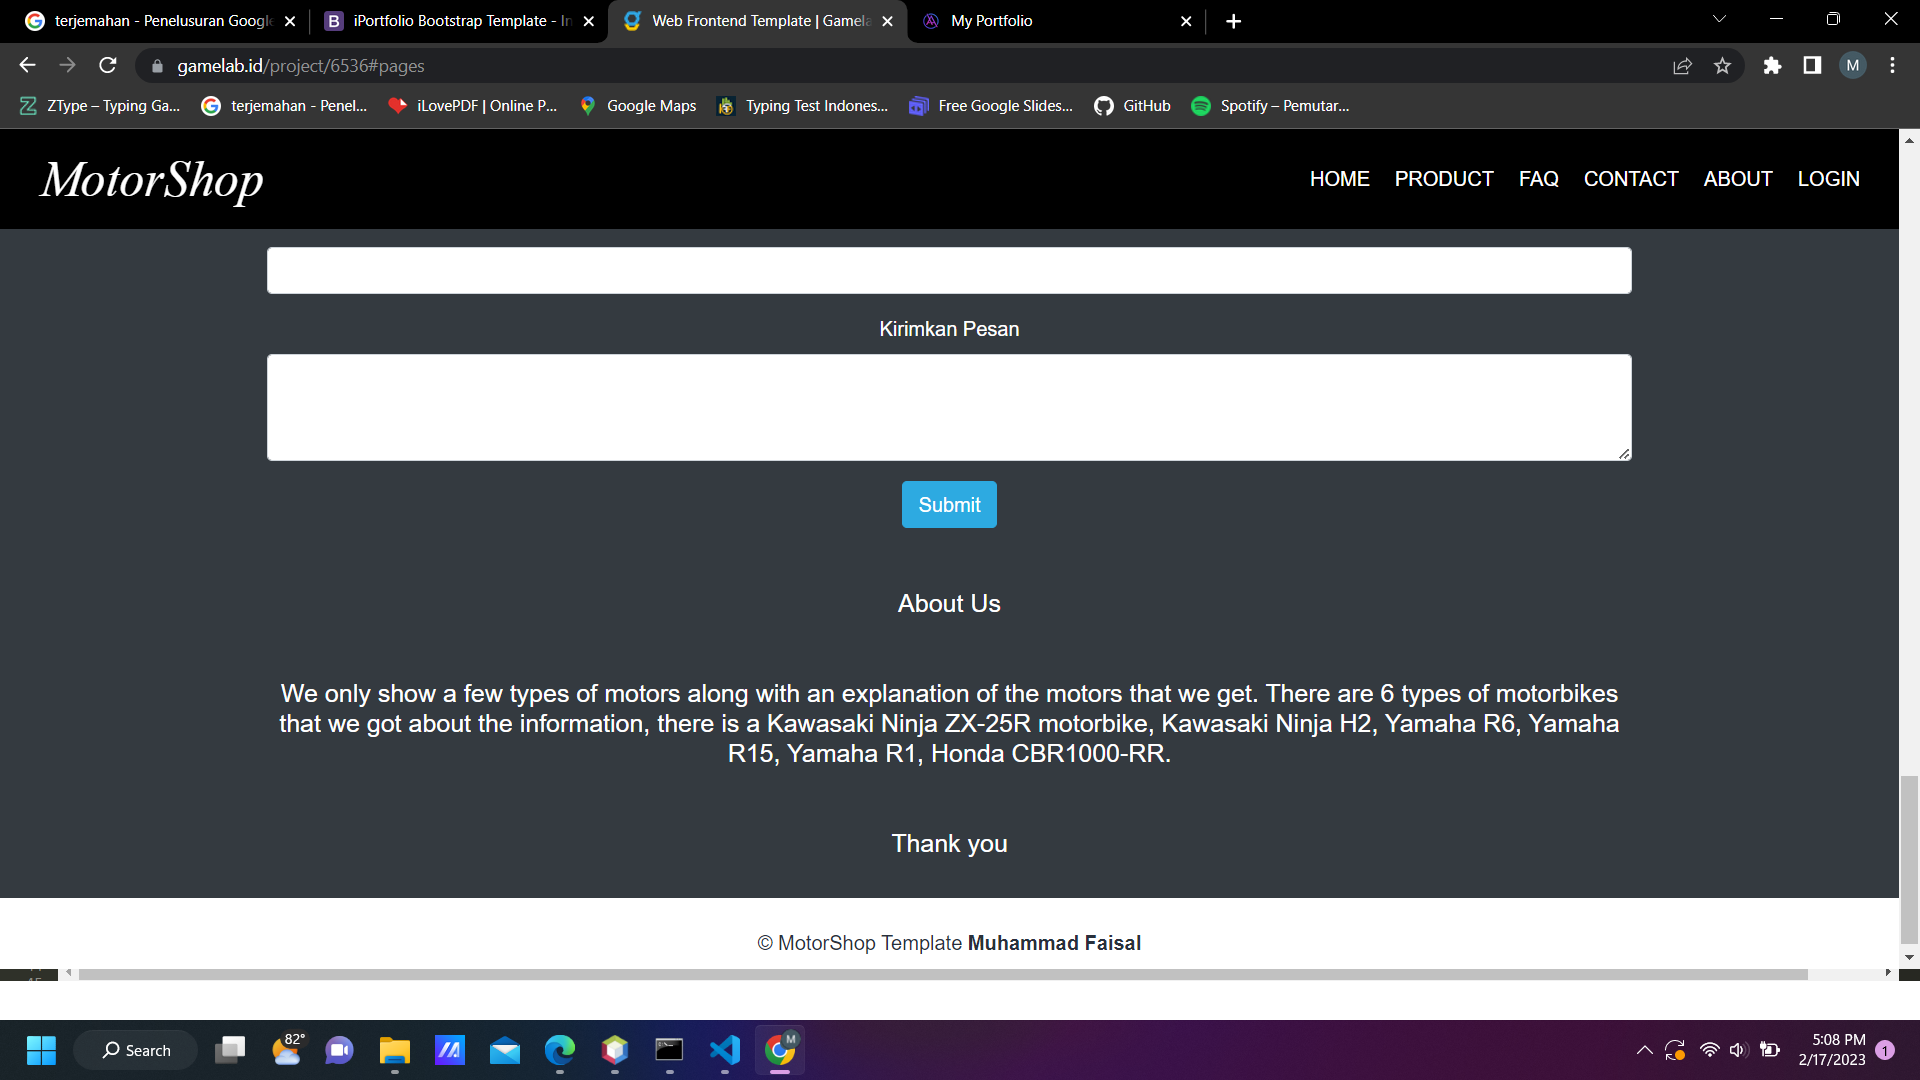 terjemahan - Penelusuran Google
iPortfolio Bootstrap Template - In
Web Frontend Template | Gamela
My Portfolio
gamelab.id/project/6536#pages
M
ZType – Typing Ga...
terjemahan - Penel...
iLovePDF | Online P...
Google Maps
Typing Test Indones...
Free Google Slides...
GitHub
Spotify – Pemutar...
MotorShop
HOME PRODUCT FAQ CONTACT ABOUT LOGIN
Kirimkan Pesan
Submit
About Us
We only show a few types of motors along with an explanation of the motors that we get. There are 6 types of motorbikes
that we got about the information, there is a Kawasaki Ninja ZX-25R motorbike, Kawasaki Ninja H2, Yamaha R6, Yamaha
R15, Yamaha R1, Honda CBR1000-RR.
Thank you
© MotorShop Template Muhammad Faisal
Search
82°
M
5:08 PM
2/17/2023
1